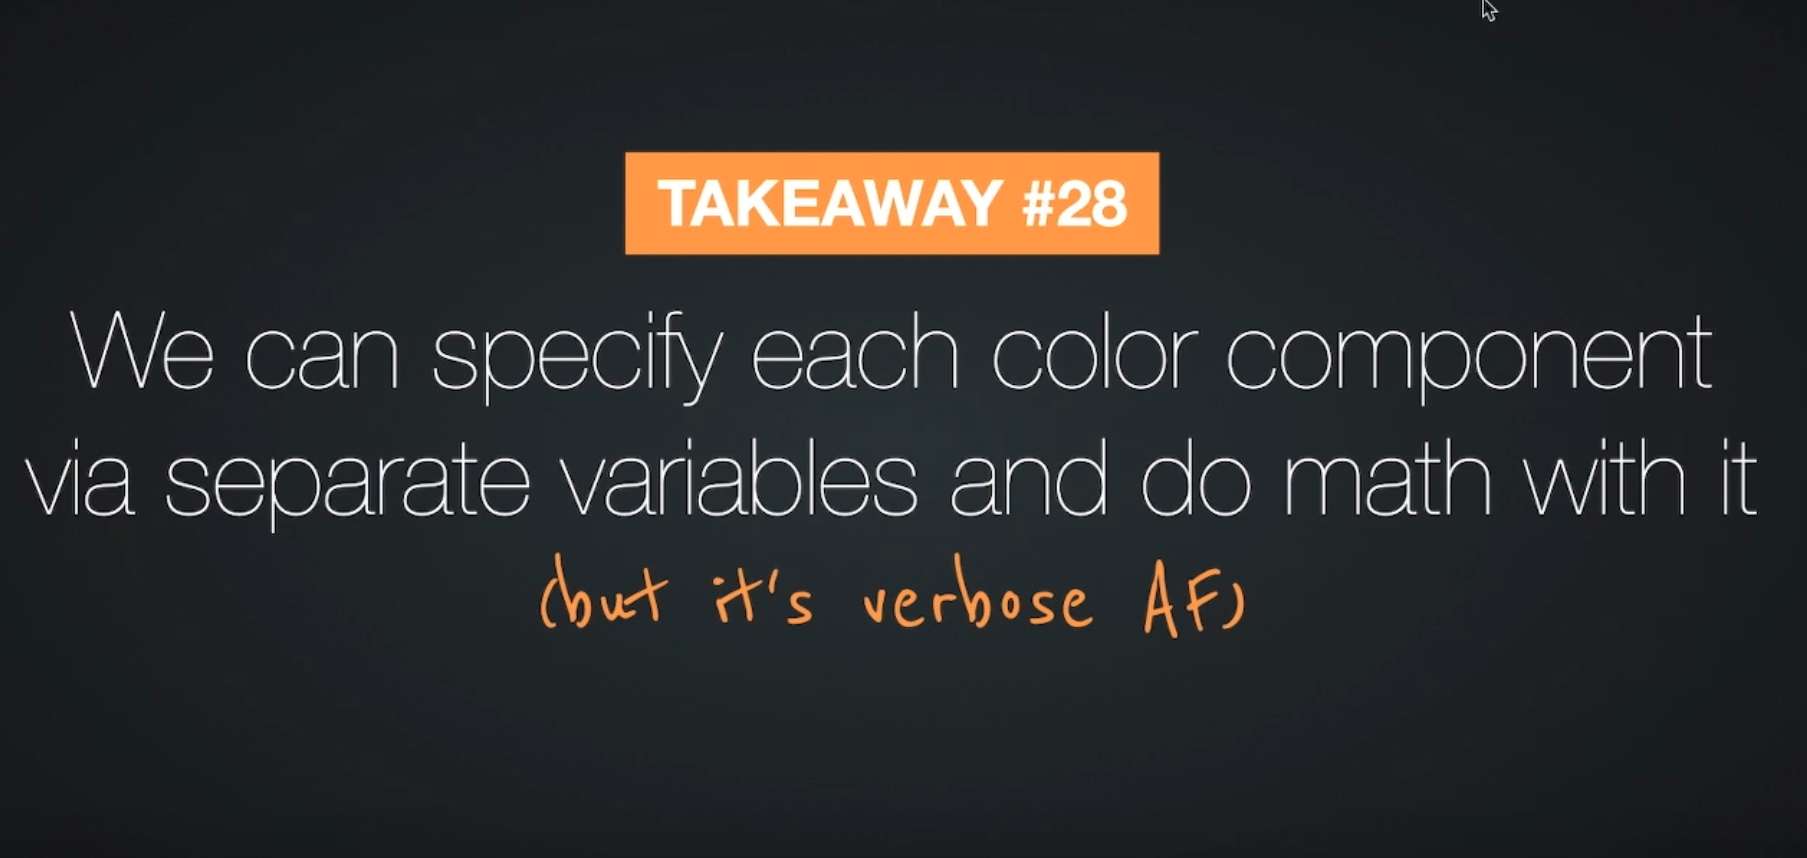 TAKEAWAY #28
We can specify each color component
via separate variables and do math with it
(but it's verbose AF)